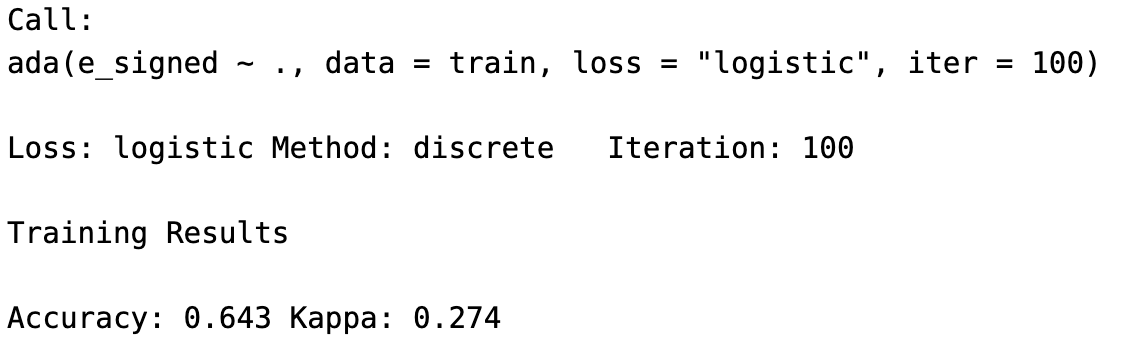 Call:
ada(e_signed ~ ., data = train, loss = "logistic", iter = 100)
Loss: logistic Method: discrete   Iteration: 100
Training Results
Accuracy: 0.643 Kappa: 0.274